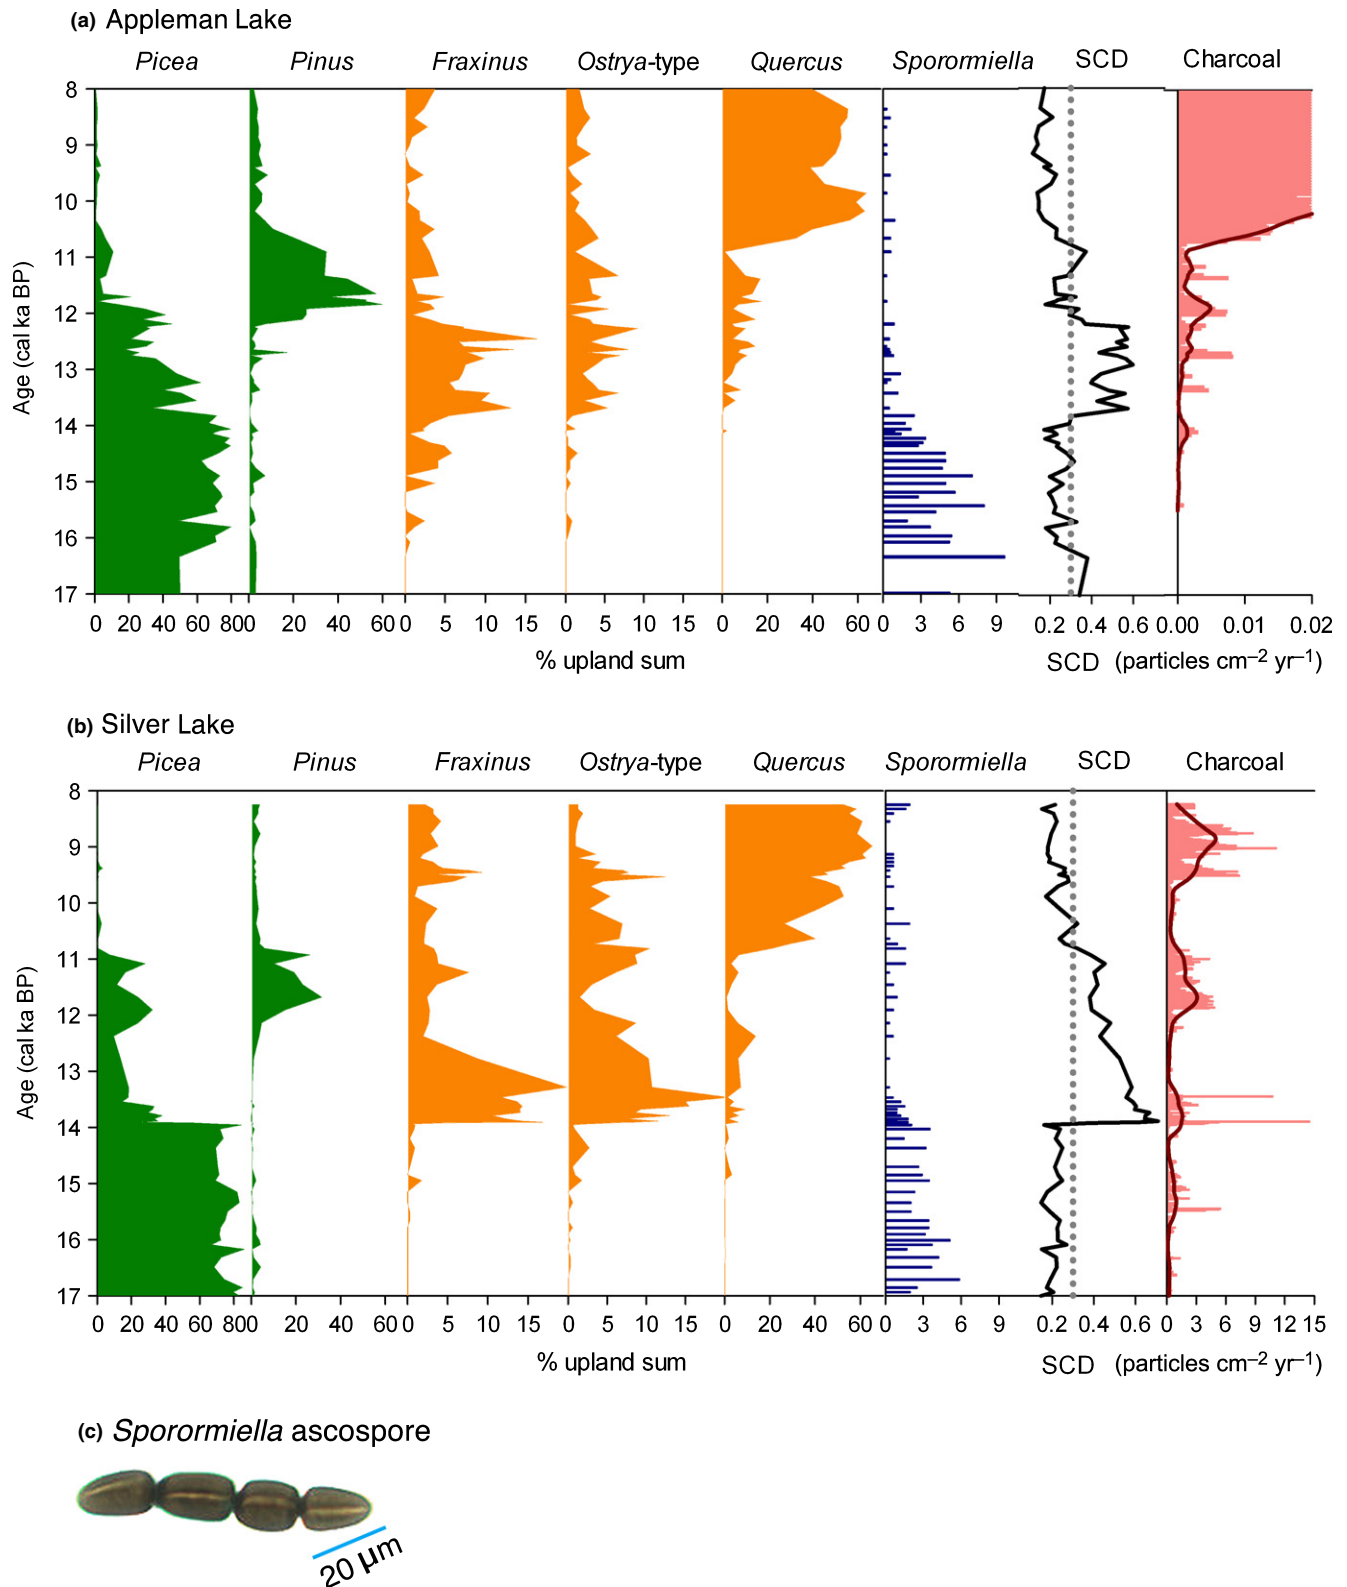 (a) Appleman Lake
Picea Pinus Fraxinus Ostrya-type Quercus Sporormiella SCD Charcoal
8
9
10
11
12
13
14
15
16
17
Age (cal ka BP)
0 20 40 60 80 0 20 40 60 0 5 10 15 0 5 10 15 0 20 40 60 0 3 6 9 0.2 0.4 0.6 0.00 0.01 0.02
% upland sum SCD (particles cm–2 yr–1)
(b) Silver Lake
Picea Pinus Fraxinus Ostrya-type Quercus Sporormiella SCD Charcoal
8
9
10
11
12
13
14
15
16
17
Age (cal ka BP)
0 20 40 60 80 0 20 40 60 0 5 10 15 0 5 10 15 0 20 40 60 0 3 6 9 0.2 0.4 0.6 0 3 6 9 12 15
% upland sum SCD (particles cm–2 yr–1)
(c) Sporormiella ascospore
20 µm